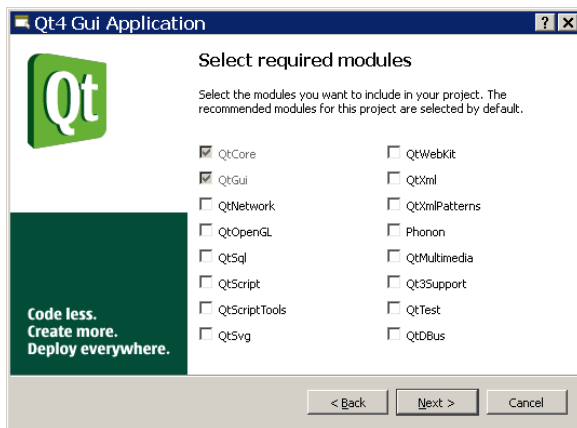 Qt4 Gui Application
Qt
Select required modules
Select the modules you want to include in your project. The
recommended modules for this project are selected by default.
QtCore
QtGui
QtNetwork
QtOpenGL
QtSql
QtScript
QtScriptTools
QtSvg
QtWebKit
QtXml
QtXmlPatterns
Phonon
QtMultimedia
Qt3Support
QtTest
QtDBus
Code less.
Create more.
Deploy everywhere.
< Back
Next >
Cancel